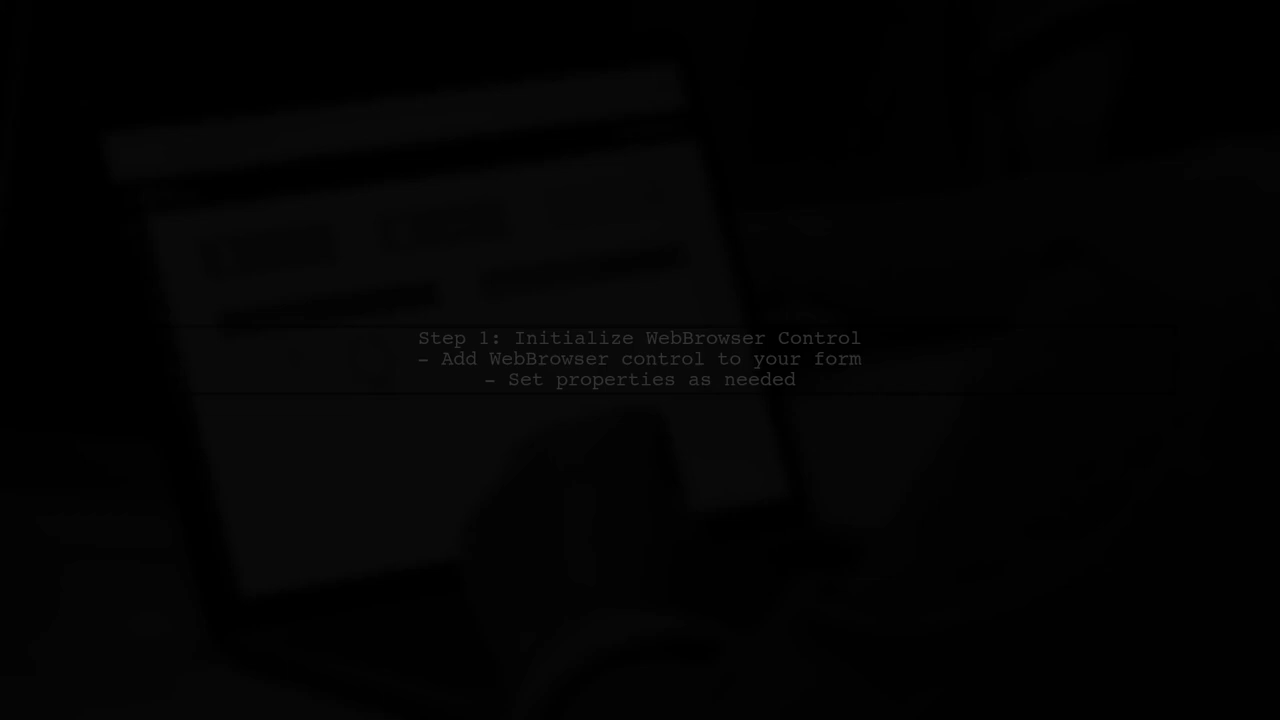 Step 1: Initialize WebBrowser Control
- Add WebBrowser control to your form
- Set properties as needed